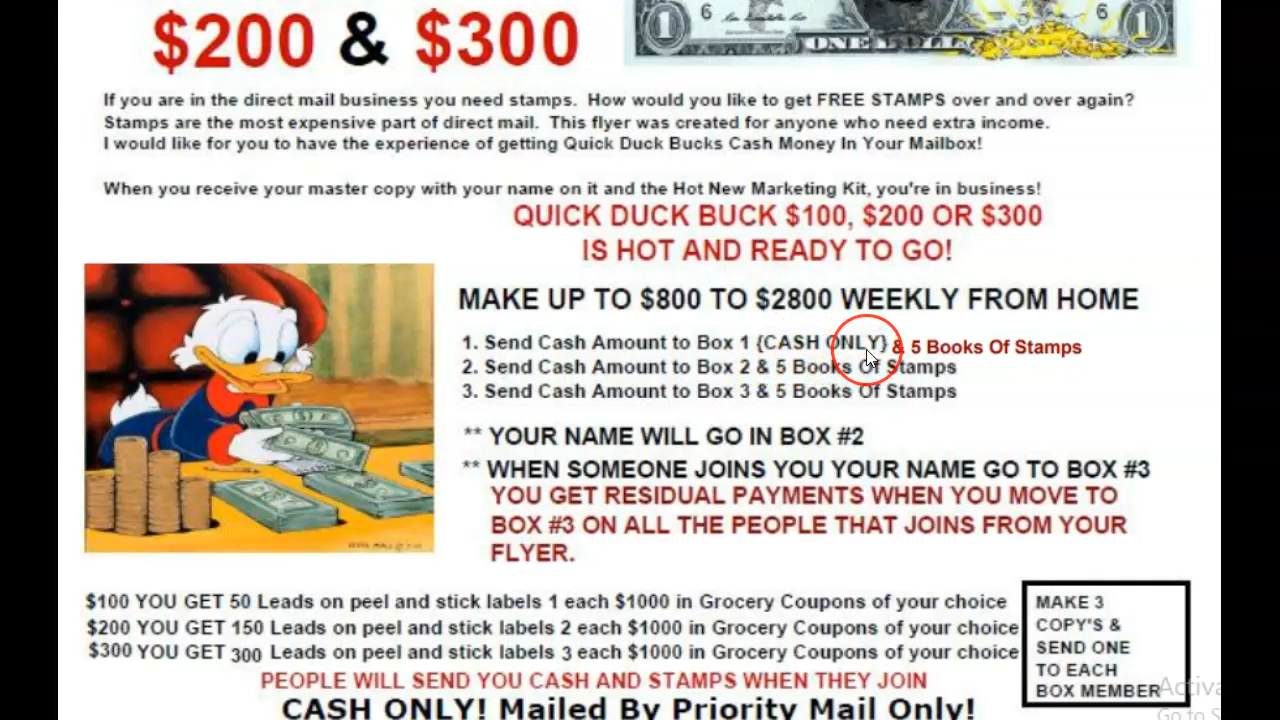 $200 & $300
1 6 ONE DOLL 6 1
If you are in the direct mail business you need stamps. How would you like to get FREE STAMPS over and over again?
Stamps are the most expensive part of direct mail. This flyer was created for anyone who need extra income.
I would like for you to have the experience of getting Quick Duck Bucks Cash Money In Your Mailbox!
When you receive your master copy with your name on it and the Hot New Marketing Kit, you're in business!
QUICK DUCK BUCK $100, $200 OR $300
IS HOT AND READY TO GO!
MAKE UP TO $800 TO $2800 WEEKLY FROM HOME
1. Send Cash Amount to Box 1 {CASH ONLY} & 5 Books Of Stamps
2. Send Cash Amount to Box 2 & 5 Books Of Stamps
3. Send Cash Amount to Box 3 & 5 Books Of Stamps
** YOUR NAME WILL GO IN BOX #2
** WHEN SOMEONE JOINS YOU YOUR NAME GO TO BOX #3
YOU GET RESIDUAL PAYMENTS WHEN YOU MOVE TO
BOX #3 ON ALL THE PEOPLE THAT JOINS FROM YOUR
FLYER.
$100 YOU GET 50 Leads on peel and stick labels 1 each $1000 in Grocery Coupons of your choice
$200 YOU GET 150 Leads on peel and stick labels 2 each $1000 in Grocery Coupons of your choice
$300 YOU GET 300 Leads on peel and stick labels 3 each $1000 in Grocery Coupons of your choice
PEOPLE WILL SEND YOU CASH AND STAMPS WHEN THEY JOIN
CASH ONLY! Mailed By Priority Mail Only!
MAKE 3
COPY'S &
SEND ONE
TO EACH
BOX MEMBER
Activa
Go to S